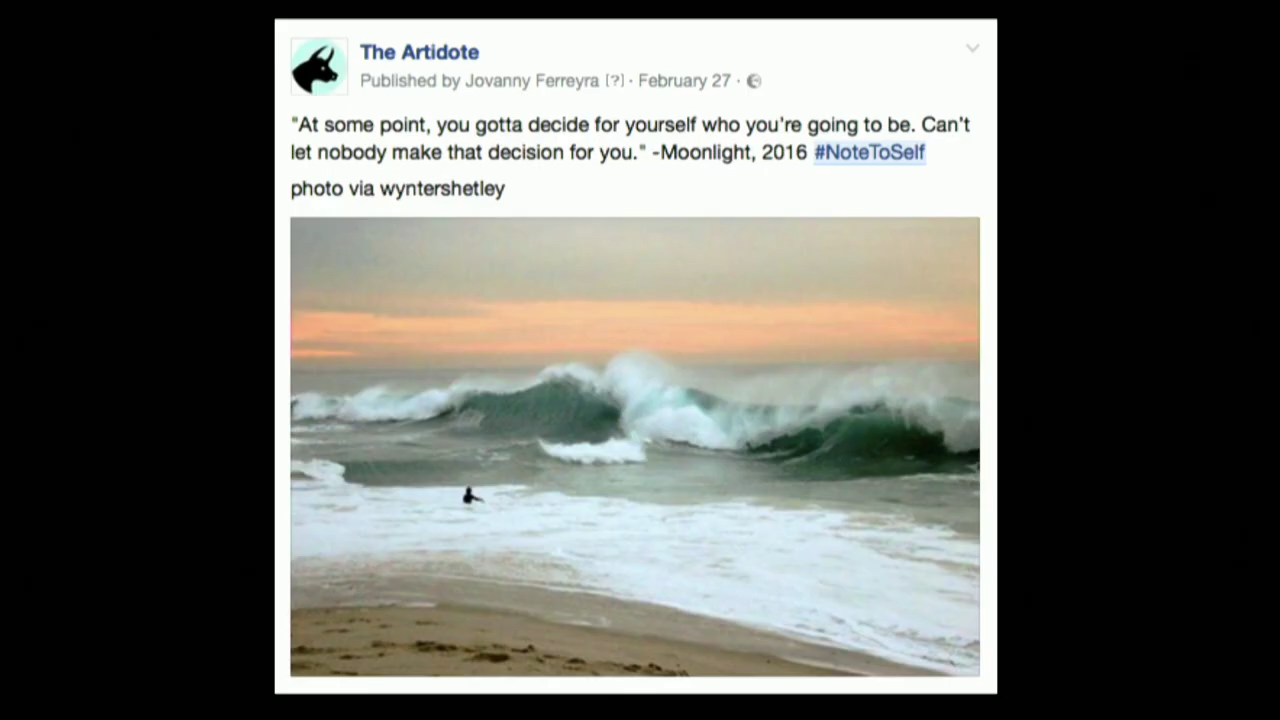 The Artidote
Published by Jovanny Ferreyra [?] · February 27 ·
"At some point, you gotta decide for yourself who you're going to be. Can't
let nobody make that decision for you." -Moonlight, 2016 #NoteToSelf
photo via wyntershetley